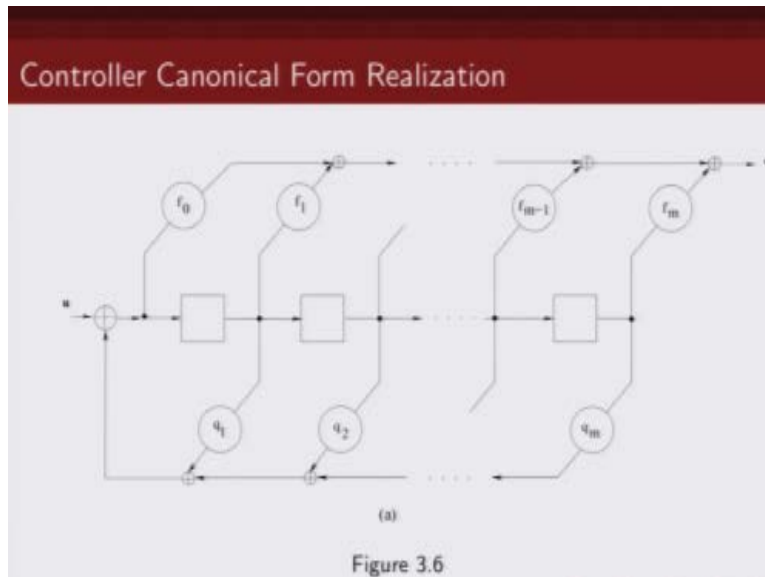 Controller Canonical Form Realization
f0 f1 fm-1 fm
u
q1 q2 qm
(a)
Figure 3.6